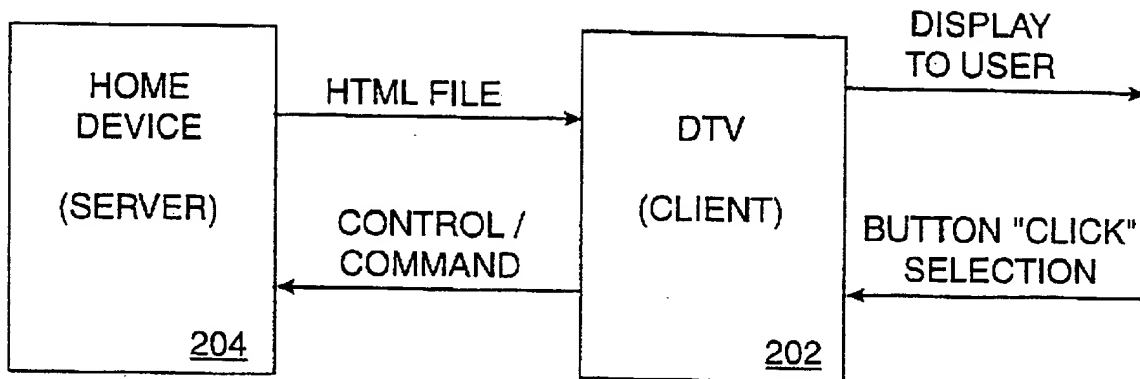 HOME
DEVICE
(SERVER)
204
HTML FILE
CONTROL /
COMMAND
DTV
(CLIENT)
202
DISPLAY
TO USER
BUTTON "CLICK"
SELECTION